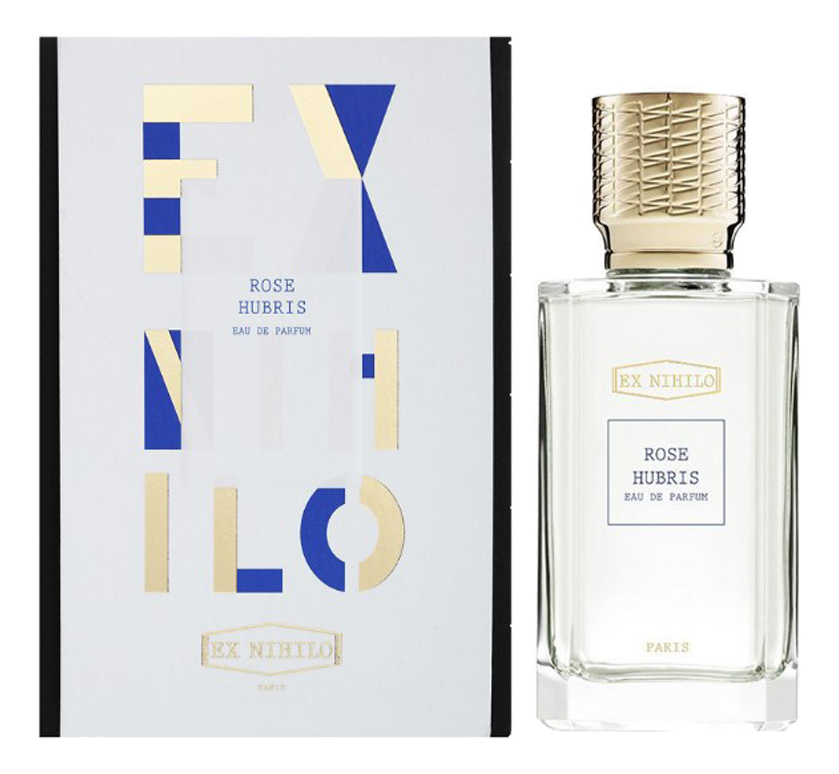 EX
NIHILO
ROSE
HUBRIS
EAU DE PARFUM
EX NIHILO
PARIS
EX NIHILO
ROSE
HUBRIS
EAU DE PARFUM
PARIS